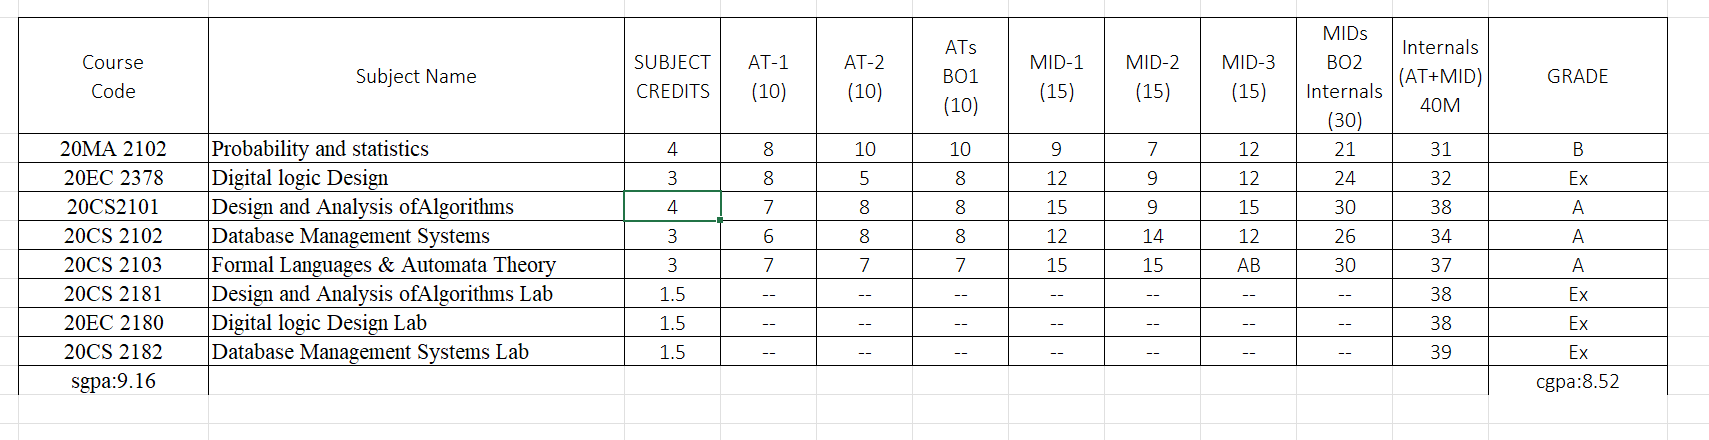 Course Code | Subject Name | SUBJECT CREDITS | AT-1 (10) | AT-2 (10) | ATs BO1 (10) | MID-1 (15) | MID-2 (15) | MID-3 (15) | MIDs BO2 Internals (30) | Internals (AT+MID) 40M | GRADE
20MA 2102 | Probability and statistics | 4 | 8 | 10 | 10 | 9 | 7 | 12 | 21 | 31 | B
20EC 2378 | Digital logic Design | 3 | 8 | 5 | 8 | 12 | 9 | 12 | 24 | 32 | Ex
20CS2101 | Design and Analysis ofAlgorithms | 4 | 7 | 8 | 8 | 15 | 9 | 15 | 30 | 38 | A
20CS 2102 | Database Management Systems | 3 | 6 | 8 | 8 | 12 | 14 | 12 | 26 | 34 | A
20CS 2103 | Formal Languages & Automata Theory | 3 | 7 | 7 | 7 | 15 | 15 | AB | 30 | 37 | A
20CS 2181 | Design and Analysis ofAlgorithms Lab | 1.5 | -- | -- | -- | -- | -- | -- | -- | 38 | Ex
20EC 2180 | Digital logic Design Lab | 1.5 | -- | -- | -- | -- | -- | -- | -- | 38 | Ex
20CS 2182 | Database Management Systems Lab | 1.5 | -- | -- | -- | -- | -- | -- | -- | 39 | Ex
sgpa:9.16 | cgpa:8.52